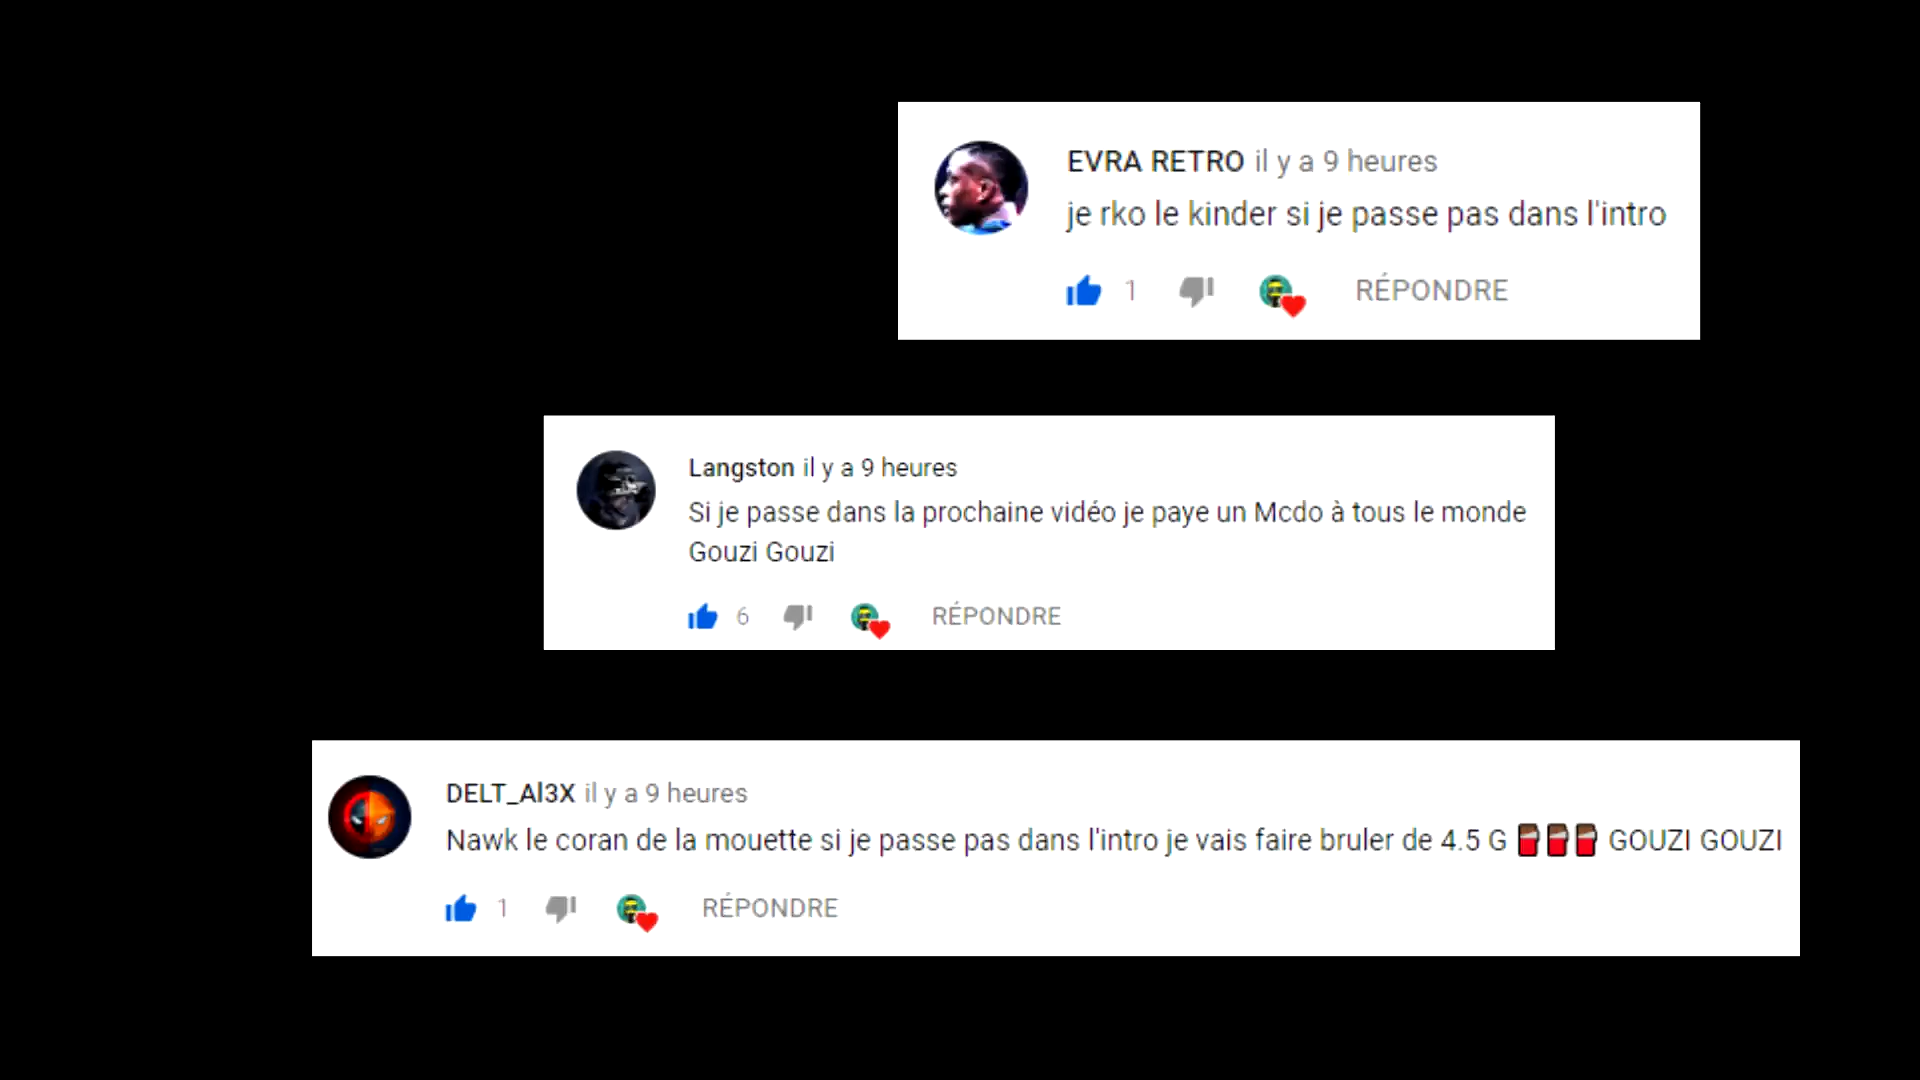 EVRA RETRO il y a 9 heures
je rko le kinder si je passe pas dans l'intro
1 RÉPONDRE
Langston il y a 9 heures
Si je passe dans la prochaine vidéo je paye un Mcdo à tous le monde
Gouzi Gouzi
6 RÉPONDRE
DELT_Al3X il y a 9 heures
Nawk le coran de la mouette si je passe pas dans l'intro je vais faire bruler de 4.5 G 🍫🍫🍫 GOUZI GOUZI
1 RÉPONDRE